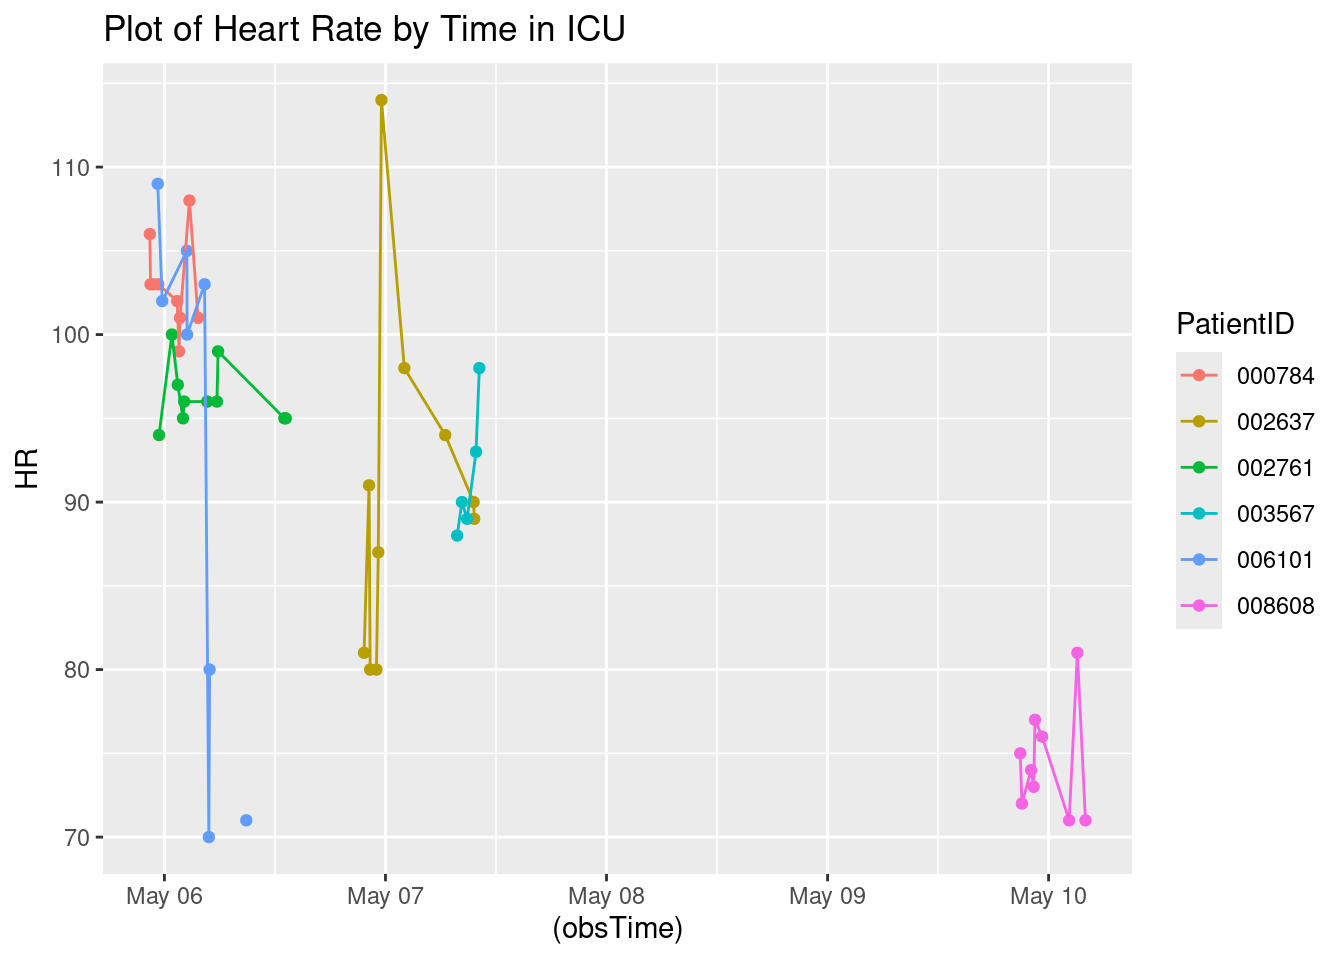 Plot of Heart Rate by Time in ICU
110
100
90
80
70
HR
May 06
May 07
May 08
May 09
May 10
(obsTime)
PatientID
000784
002637
002761
003567
006101
008608